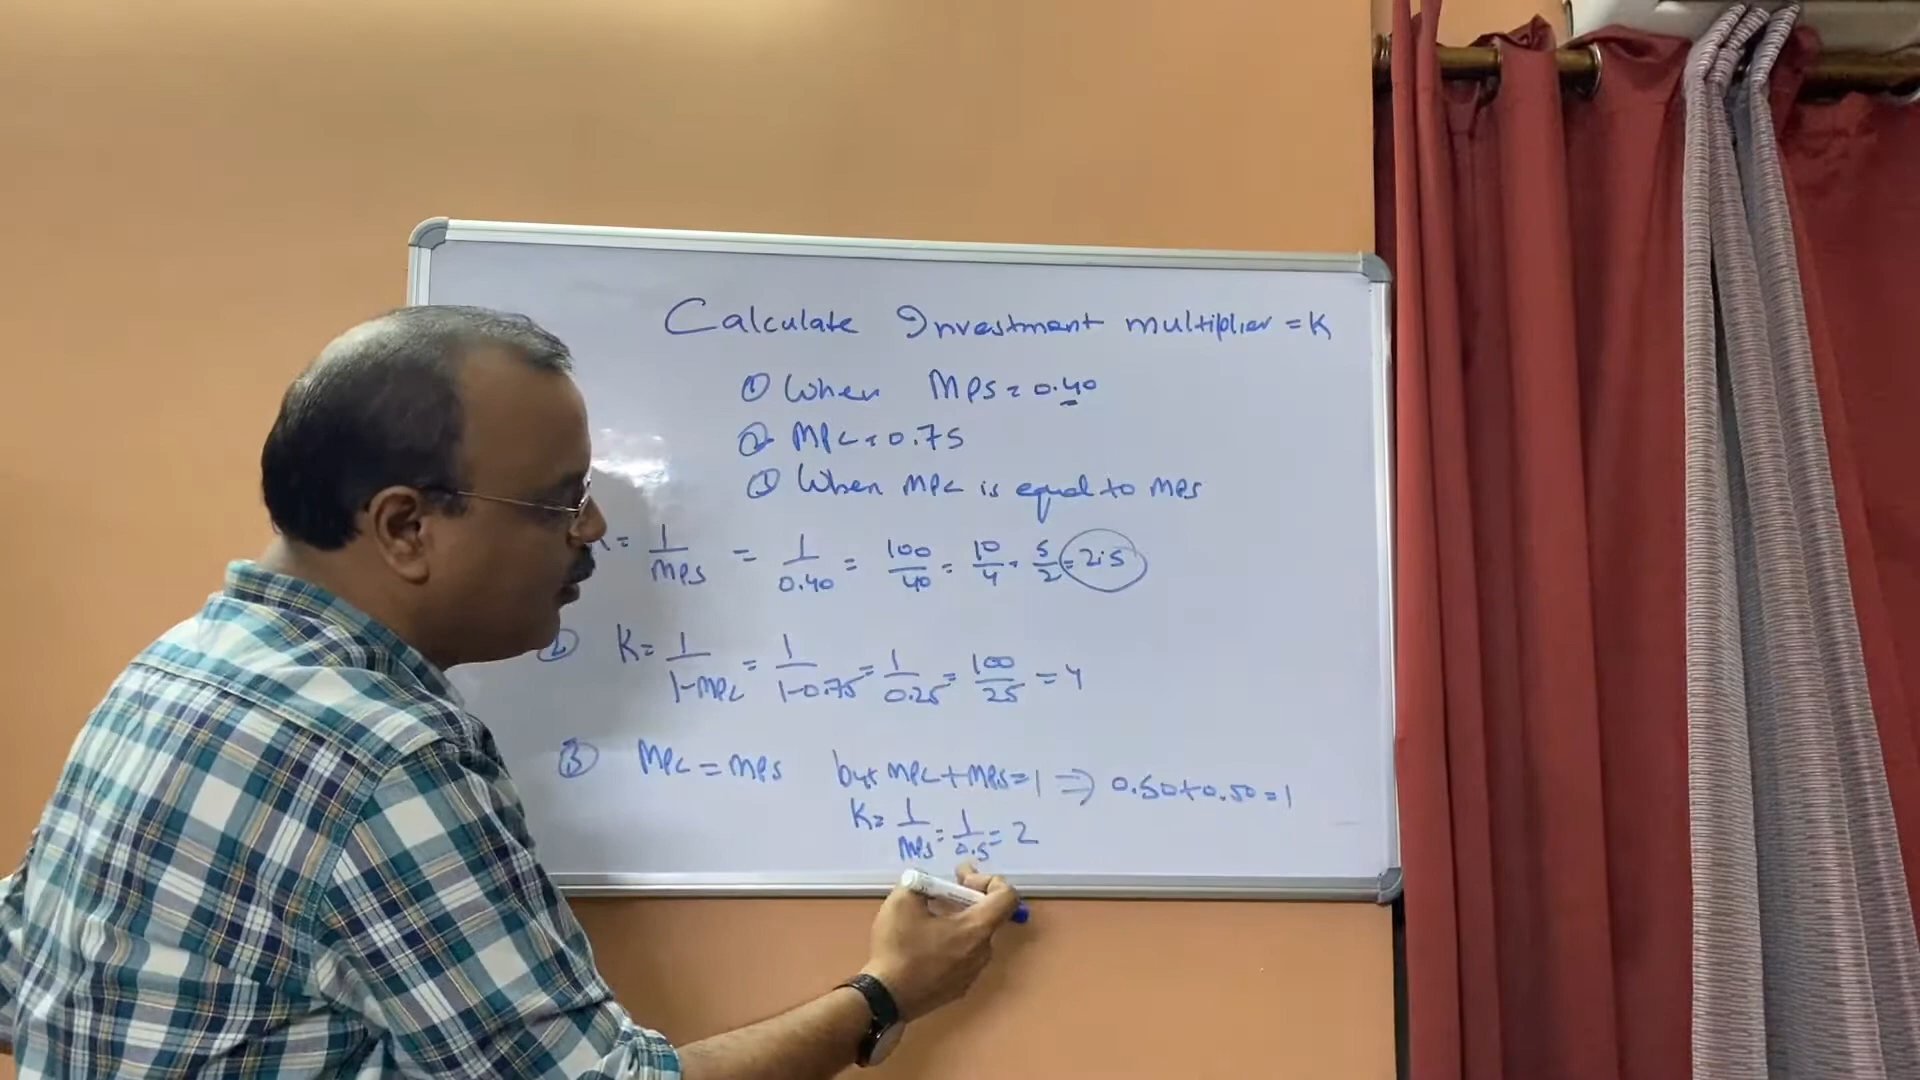 Calculate Investment multiplier = K
① When MPS = 0.40
② MPC = 0.75
③ When MPC is equal to MPS
K = 1/MPS = 1/0.40 = 100/40 = 10/4 = 5/2 = 2.5
② K = 1/1-MPC = 1/1-0.75 = 1/0.25 = 100/25 = 4
③ MPC = MPS but MPC + MPS = 1 ⇒ 0.50 + 0.50 = 1
K = 1/MPS = 1/0.5 = 2